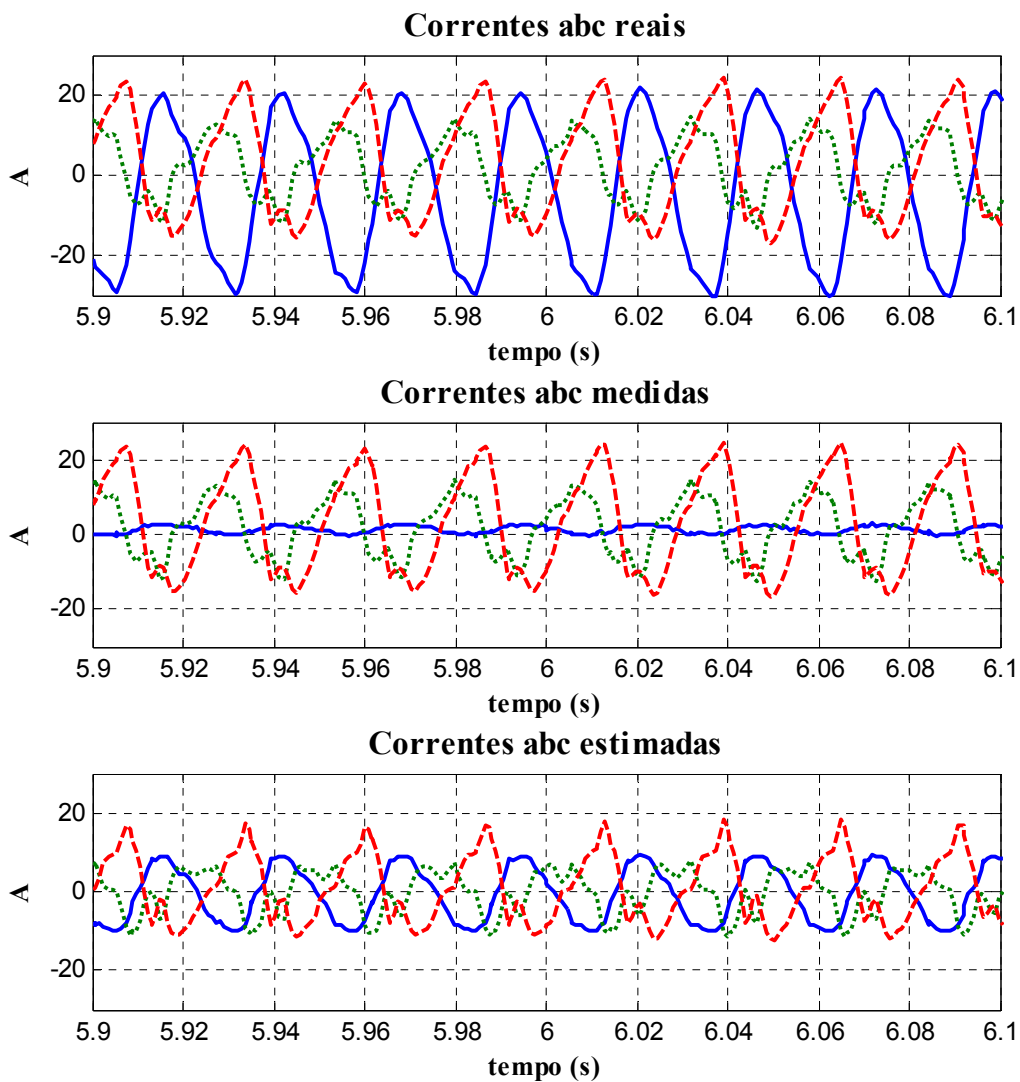 Correntes abc reais
20
0
-20
A
5.9 5.92 5.94 5.96 5.98 6 6.02 6.04 6.06 6.08 6.1
tempo (s)
Correntes abc medidas
20
0
-20
A
5.9 5.92 5.94 5.96 5.98 6 6.02 6.04 6.06 6.08 6.1
tempo (s)
Correntes abc estimadas
20
0
-20
A
5.9 5.92 5.94 5.96 5.98 6 6.02 6.04 6.06 6.08 6.1
tempo (s)